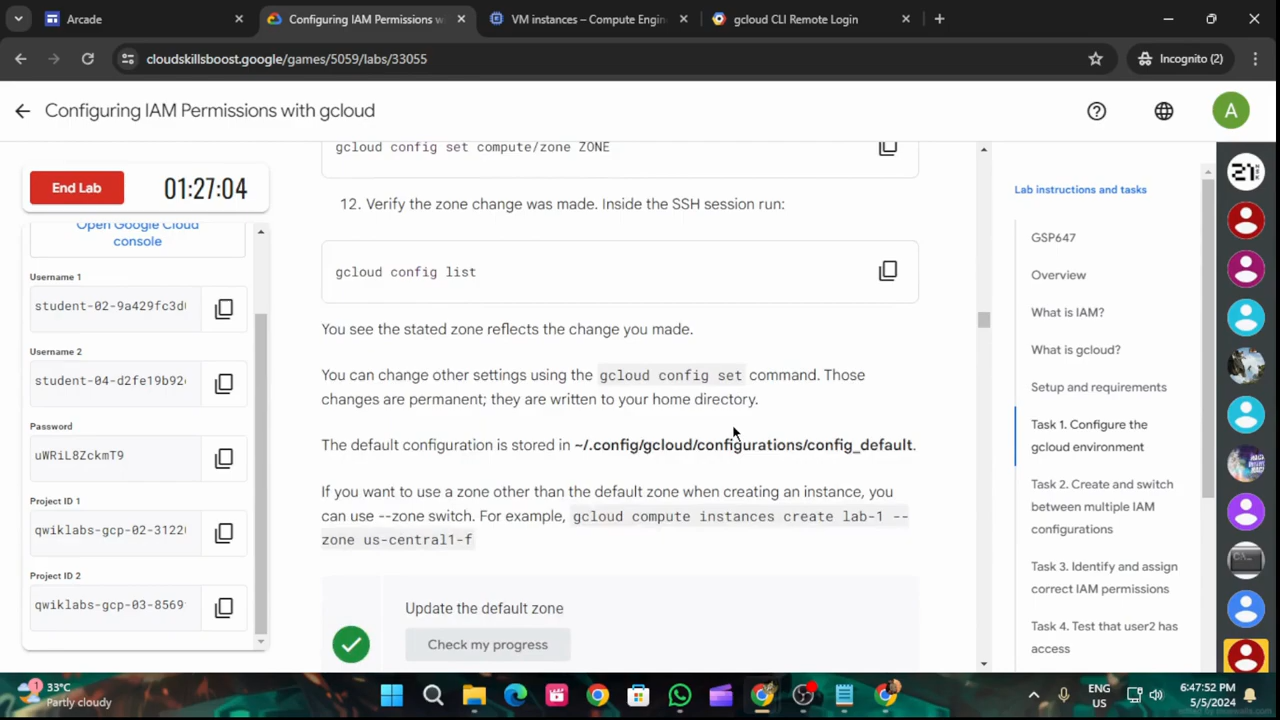 Arcade
Configuring IAM Permissions w
VM instances – Compute Engin
gcloud CLI Remote Login
cloudskillsboost.google/games/5059/labs/33055
Incognito (2)
Configuring IAM Permissions with gcloud
End Lab
01:27:04
Open Google Cloud
console
Username 1
student-02-9a429fc3d
Username 2
student-04-d2fe19b92
Password
uWRiL8ZckmT9
Project ID 1
qwiklabs-gcp-02-3122
Project ID 2
qwiklabs-gcp-03-8569
gcloud config set compute/zone ZONE
12. Verify the zone change was made. Inside the SSH session run:
gcloud config list
You see the stated zone reflects the change you made.
You can change other settings using the gcloud config set command. Those
changes are permanent; they are written to your home directory.
The default configuration is stored in ~/.config/gcloud/configurations/config_default.
If you want to use a zone other than the default zone when creating an instance, you
can use --zone switch. For example, gcloud compute instances create lab-1 --
zone us-central1-f
Update the default zone
Check my progress
Lab instructions and tasks
GSP647
Overview
What is IAM?
What is gcloud?
Setup and requirements
Task 1. Configure the
gcloud environment
Task 2. Create and switch
between multiple IAM
configurations
Task 3. Identify and assign
correct IAM permissions
Task 4. Test that user2 has
access
A
21
1
33°C
Partly cloudy
ENG
US
6:47:52 PM
5/5/2024